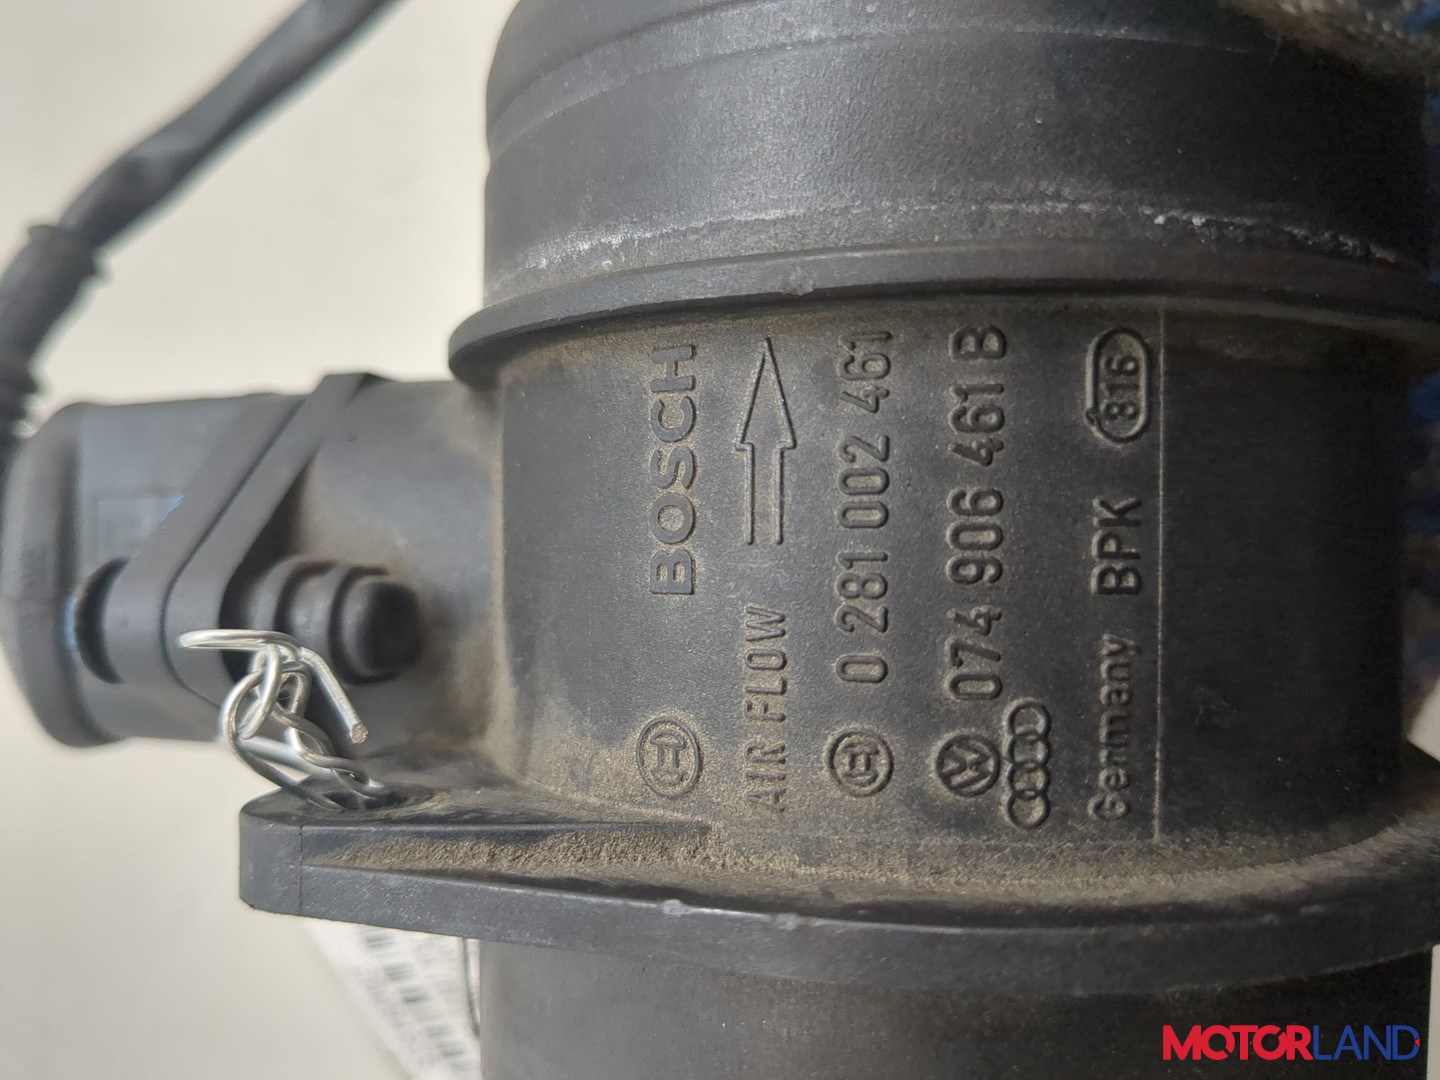 BOSCH
AIR FLOW
0 281 002 461
074 906 461 B
Germany BPK 816
MOTORLAND